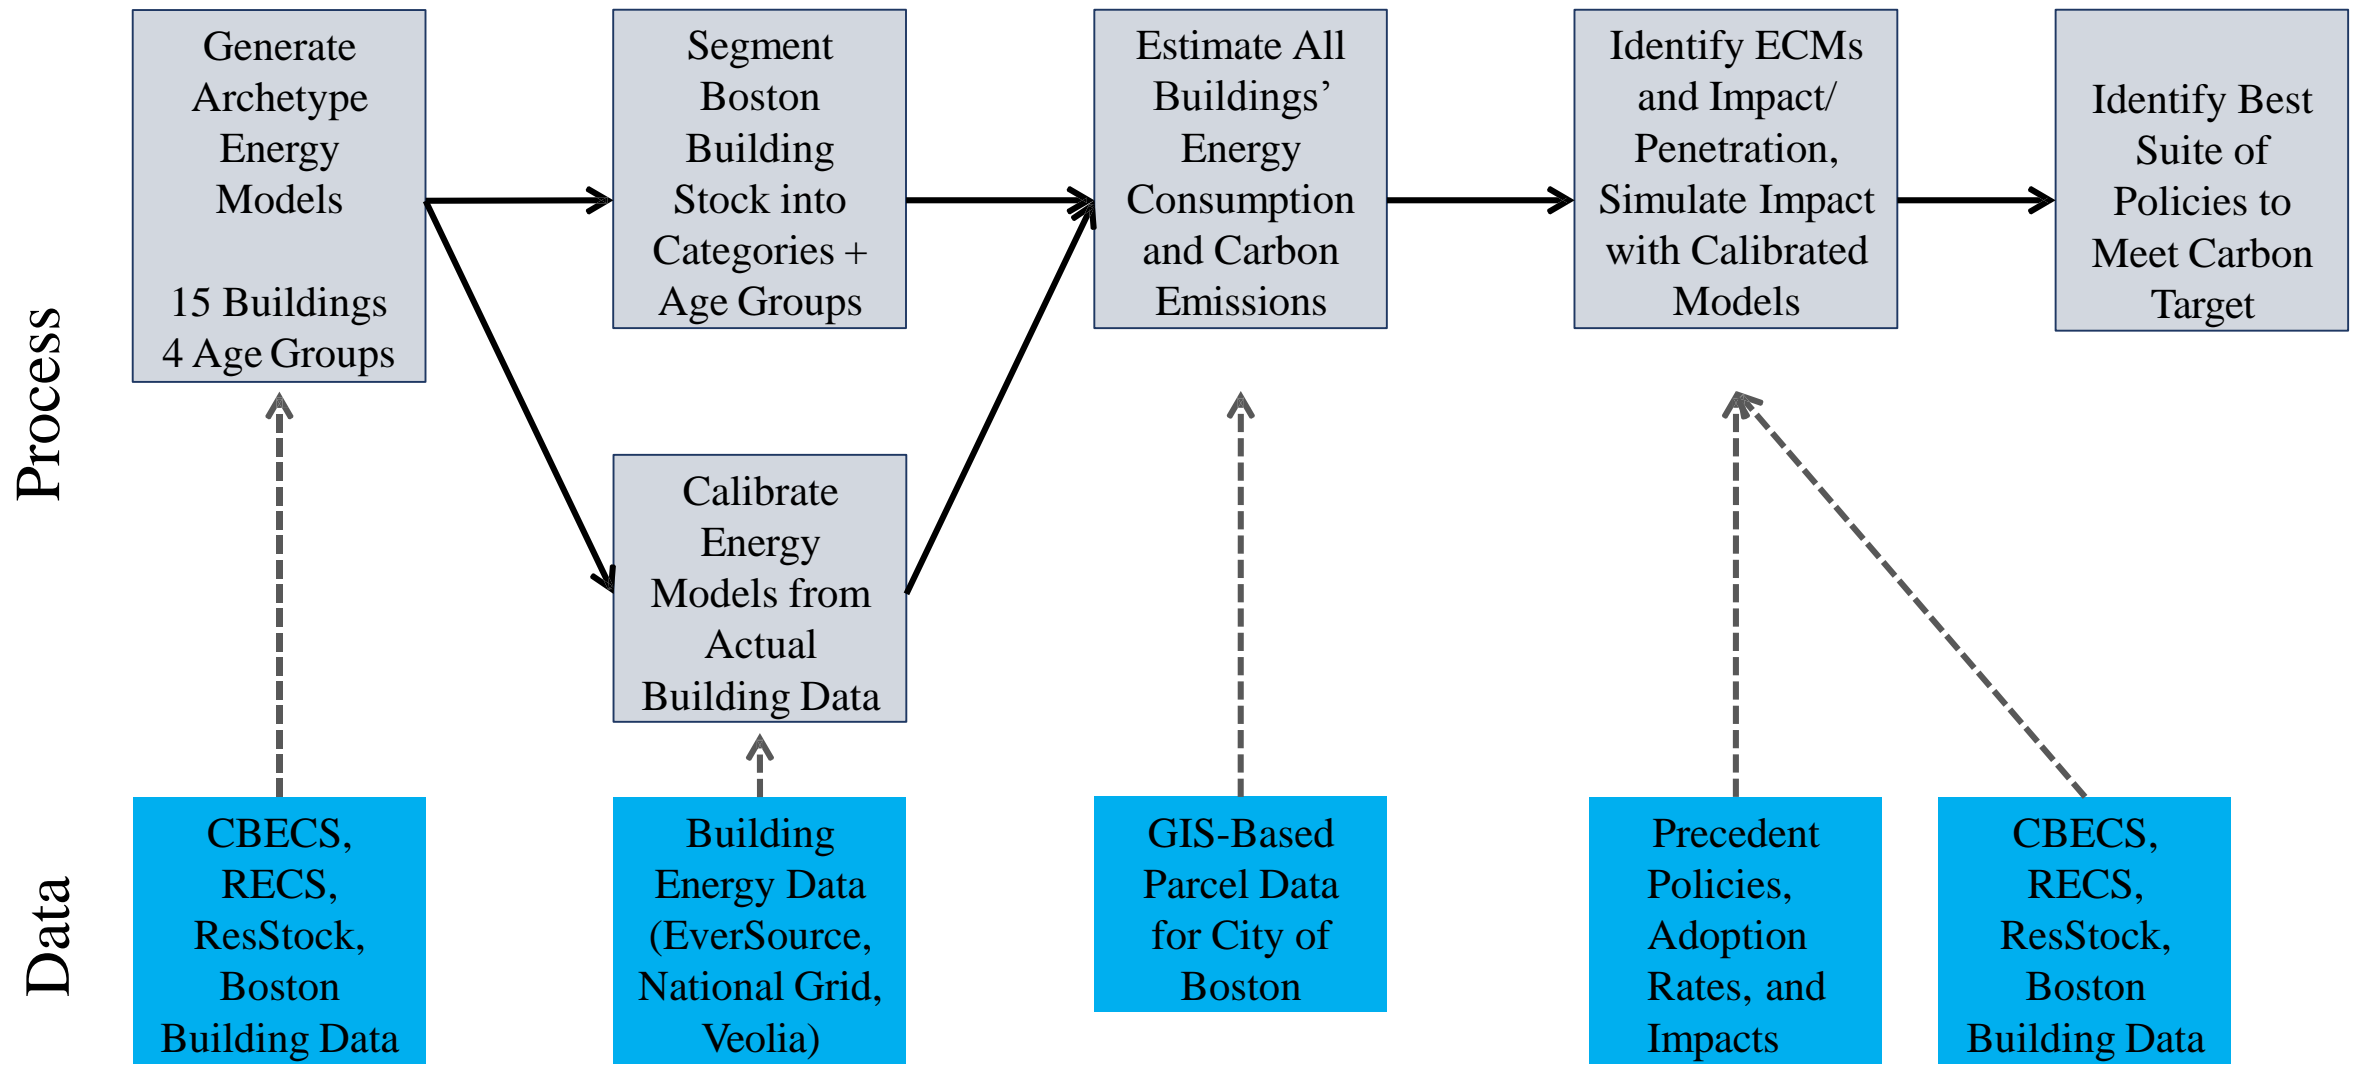 Process
Generate
Archetype
Energy
Models
15 Buildings
4 Age Groups
Segment
Boston
Building
Stock into
Categories +
Age Groups
Calibrate
Energy
Models from
Actual
Building Data
Estimate All
Buildings’
Energy
Consumption
and Carbon
Emissions
Identify ECMs
and Impact/
Penetration,
Simulate Impact
with Calibrated
Models
Identify Best
Suite of
Policies to
Meet Carbon
Target
Data
CBECS,
RECS,
ResStock,
Boston
Building Data
Building
Energy Data
(EverSource,
National Grid,
Veolia)
GIS-Based
Parcel Data
for City of
Boston
Precedent
Policies,
Adoption
Rates, and
Impacts
CBECS,
RECS,
ResStock,
Boston
Building Data